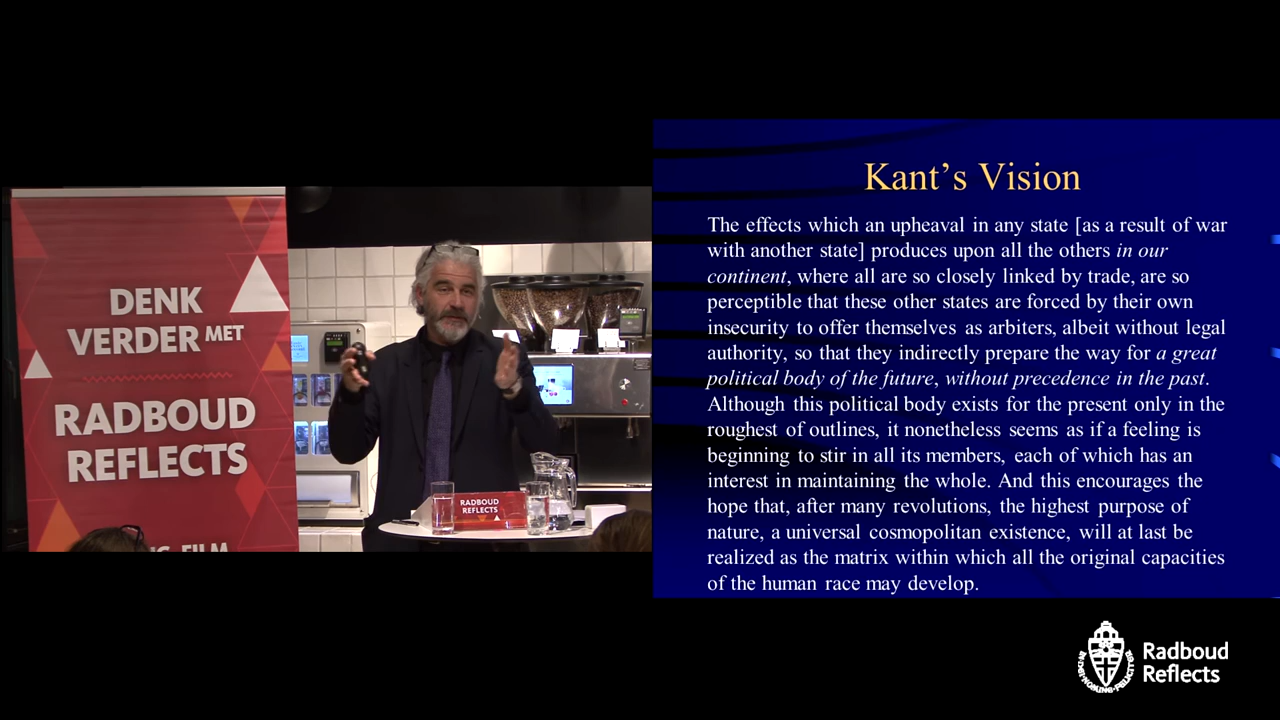 DENK
VERDER MET
RADBOUD
REFLECTS
RADBOUD
REFLECTS
Kant’s Vision
The effects which an upheaval in any state [as a result of war
with another state] produces upon all the others in our
continent, where all are so closely linked by trade, are so
perceptible that these other states are forced by their own
insecurity to offer themselves as arbiters, albeit without legal
authority, so that they indirectly prepare the way for a great
political body of the future, without precedence in the past.
Although this political body exists for the present only in the
roughest of outlines, it nonetheless seems as if a feeling is
beginning to stir in all its members, each of which has an
interest in maintaining the whole. And this encourages the
hope that, after many revolutions, the highest purpose of
nature, a universal cosmopolitan existence, will at last be
realized as the matrix within which all the original capacities
of the human race may develop.
Radboud
Reflects